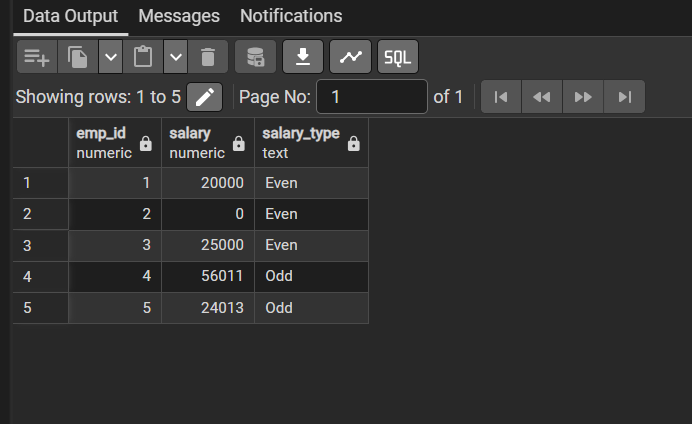 Data Output Messages Notifications
SQL
Showing rows: 1 to 5 Page No: 1 of 1
emp_id salary salary_type
numeric numeric text
1 1 20000 Even
2 2 0 Even
3 3 25000 Even
4 4 56011 Odd
5 5 24013 Odd